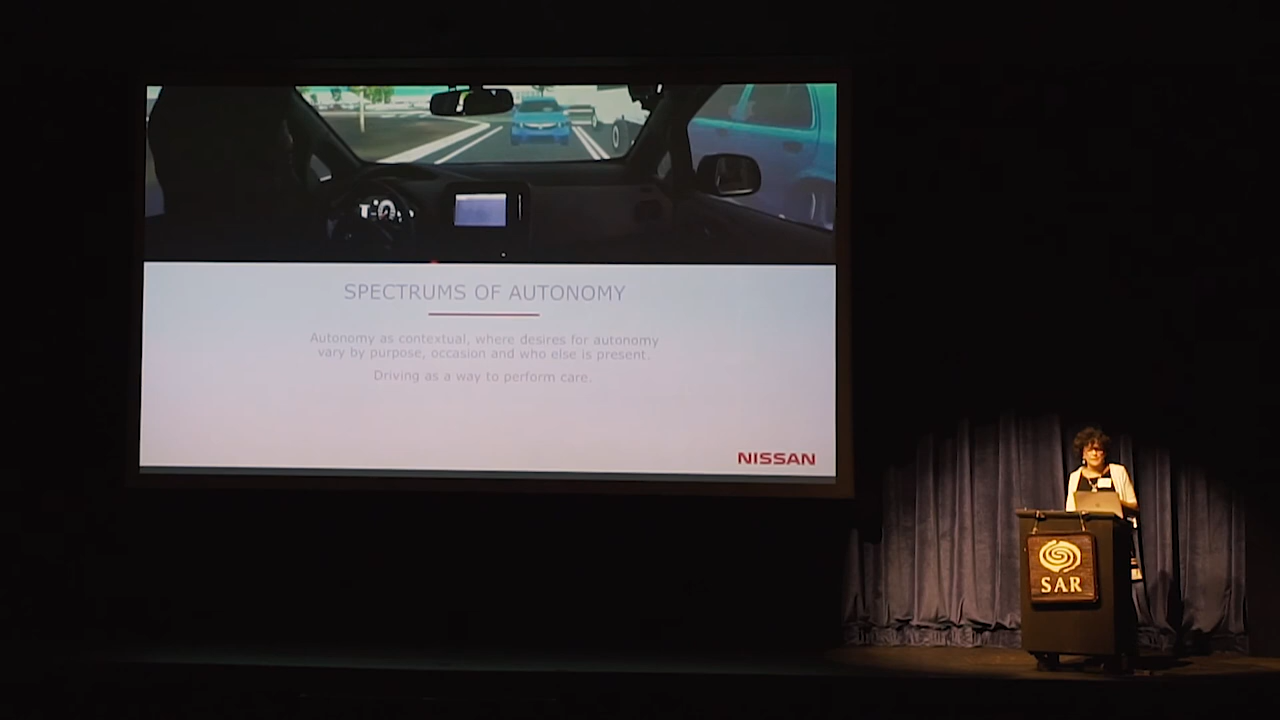 SPECTRUMS OF AUTONOMY
Autonomy as contextual, where desires for autonomy
vary by purpose, occasion and who else is present.
Driving as a way to perform care.
NISSAN
SAR